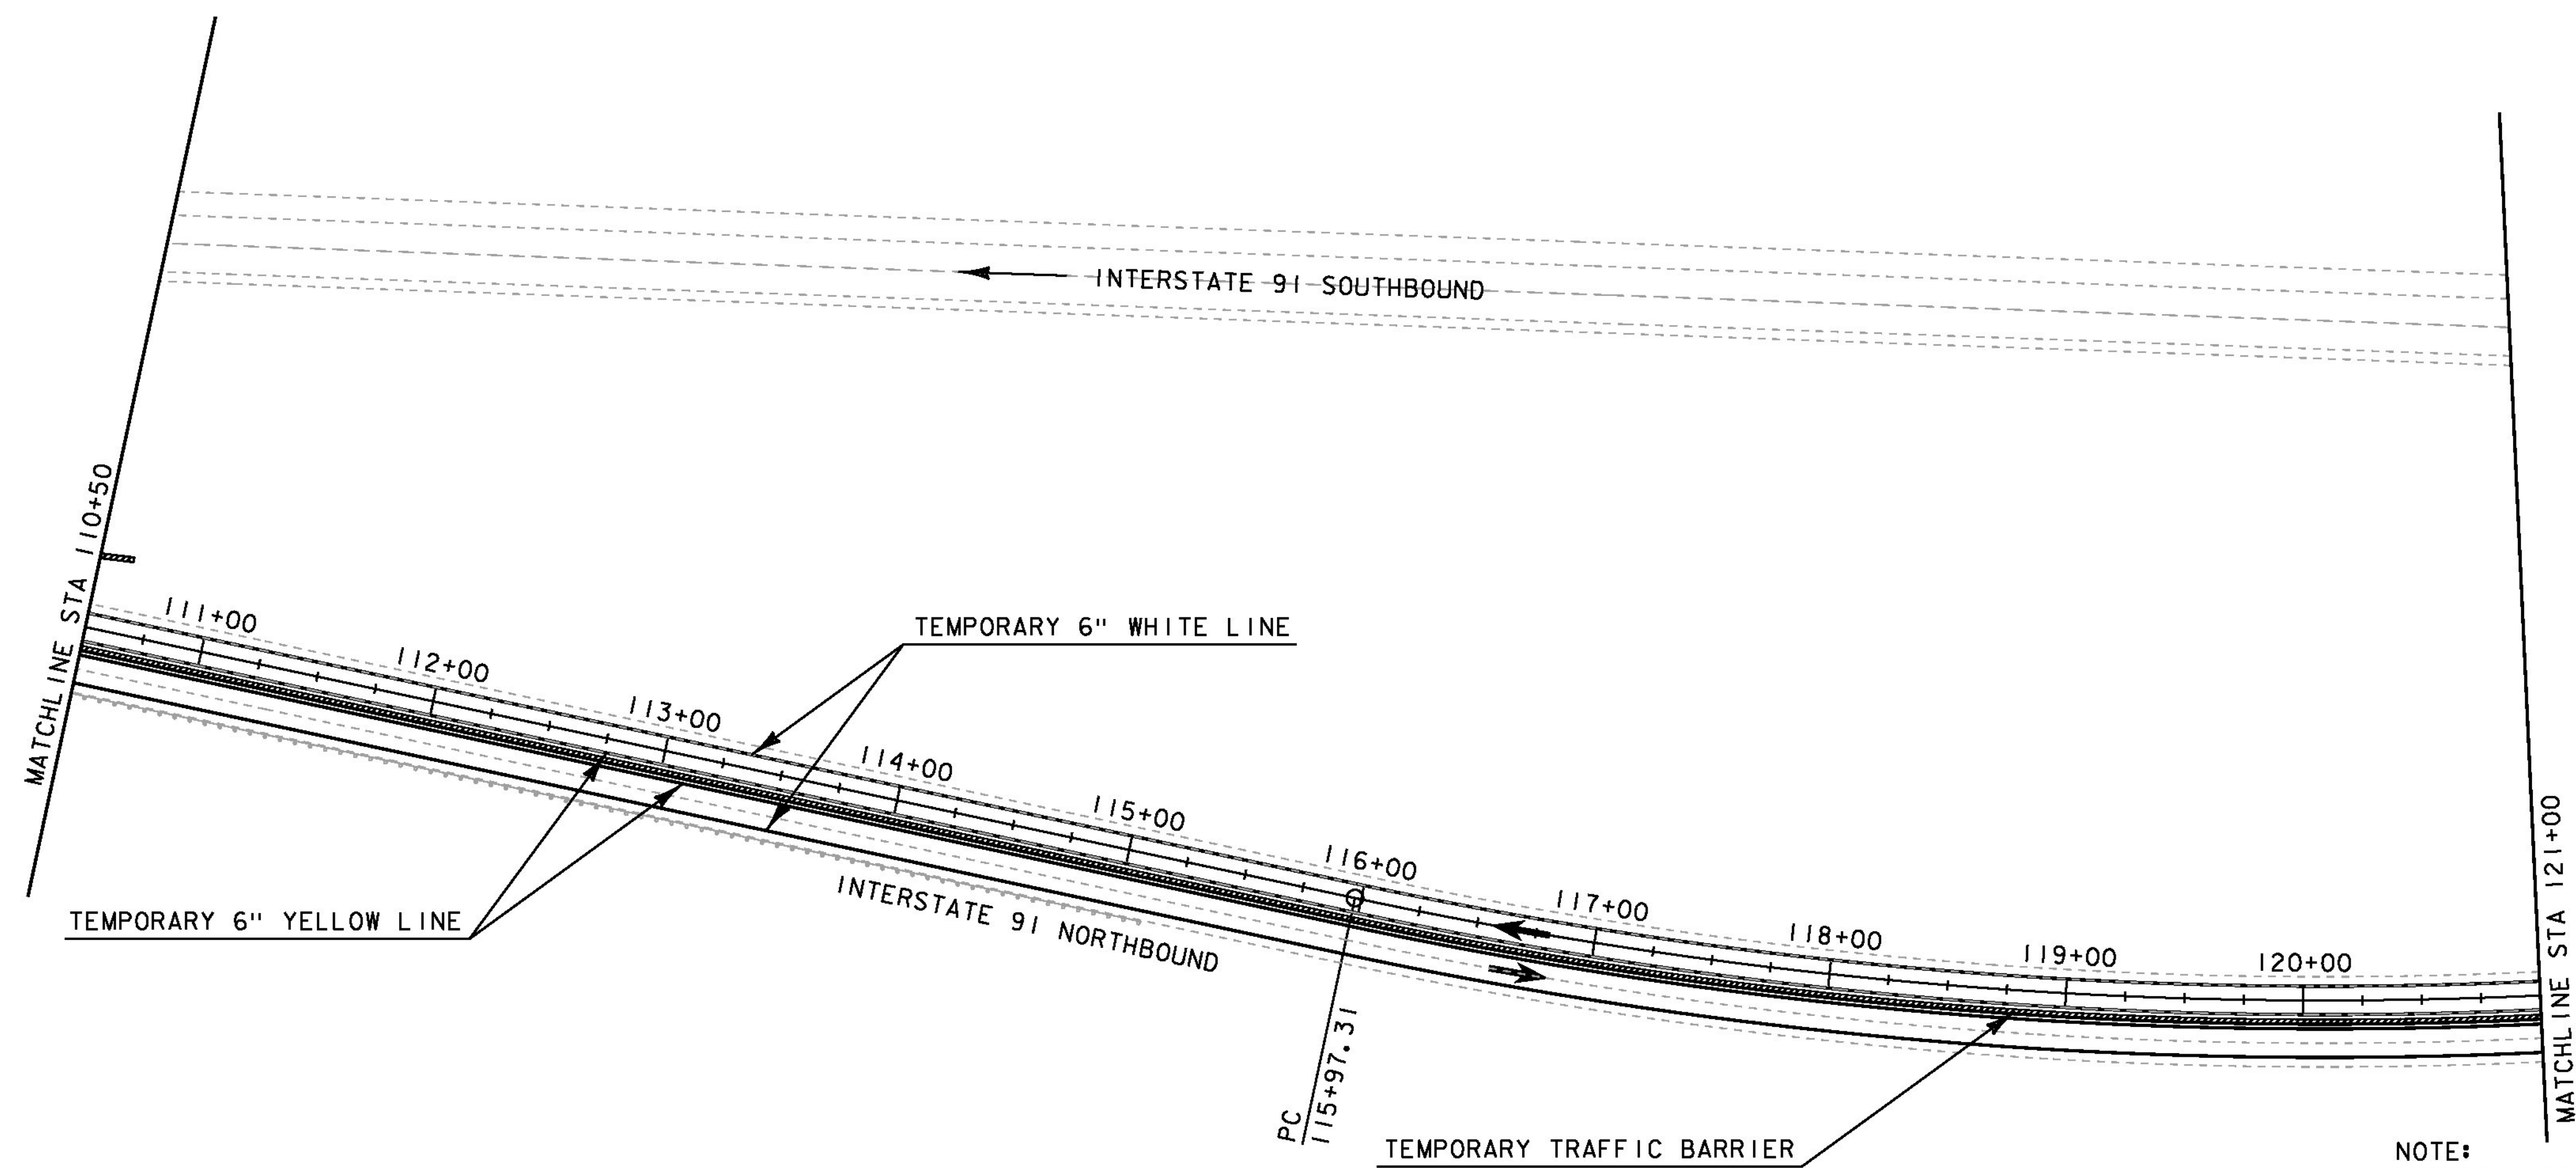 INTERSTATE 91 SOUTHBOUND
MATCHLINE STA 110+50
111+00
112+00
113+00
114+00
115+00
116+00
117+00
118+00
119+00
120+00
TEMPORARY 6" WHITE LINE
TEMPORARY 6" YELLOW LINE
INTERSTATE 91 NORTHBOUND
PC
115+97.31
TEMPORARY TRAFFIC BARRIER
MATCHLINE STA 121+00
NOTE: